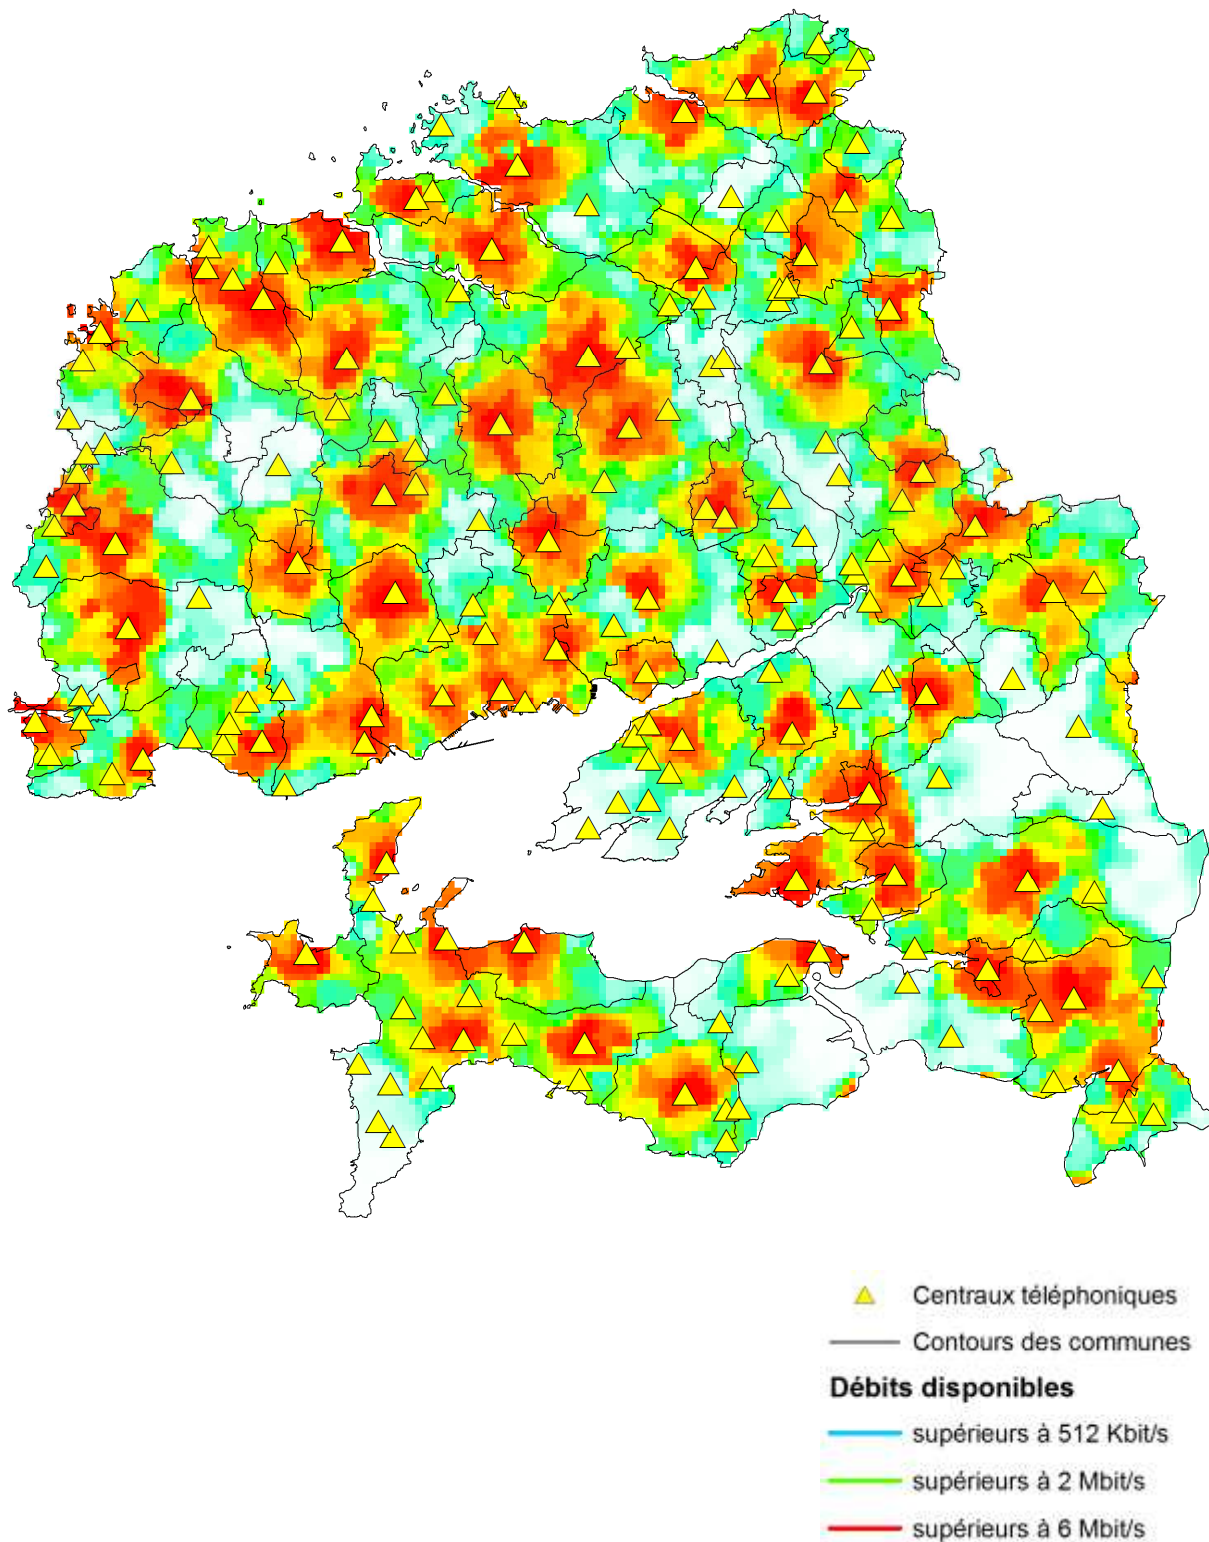 Centraux téléphoniques
Contours des communes
Débits disponibles
supérieurs à 512 Kbit/s
supérieurs à 2 Mbit/s
supérieurs à 6 Mbit/s